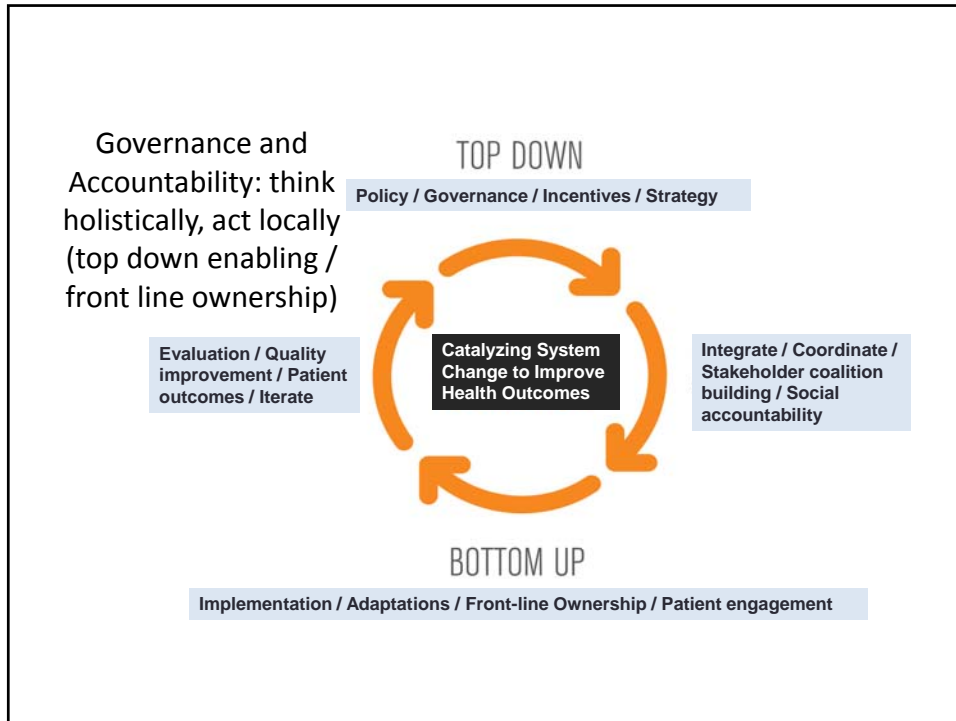 Governance and
Accountability: think
holistically, act locally
(top down enabling /
front line ownership)
TOP DOWN
Policy / Governance / Incentives / Strategy
Evaluation / Quality
improvement / Patient
outcomes / Iterate
Catalyzing System
Change to Improve
Health Outcomes
Integrate / Coordinate /
Stakeholder coalition
building / Social
accountability
BOTTOM UP
Implementation / Adaptations / Front-line Ownership / Patient engagement